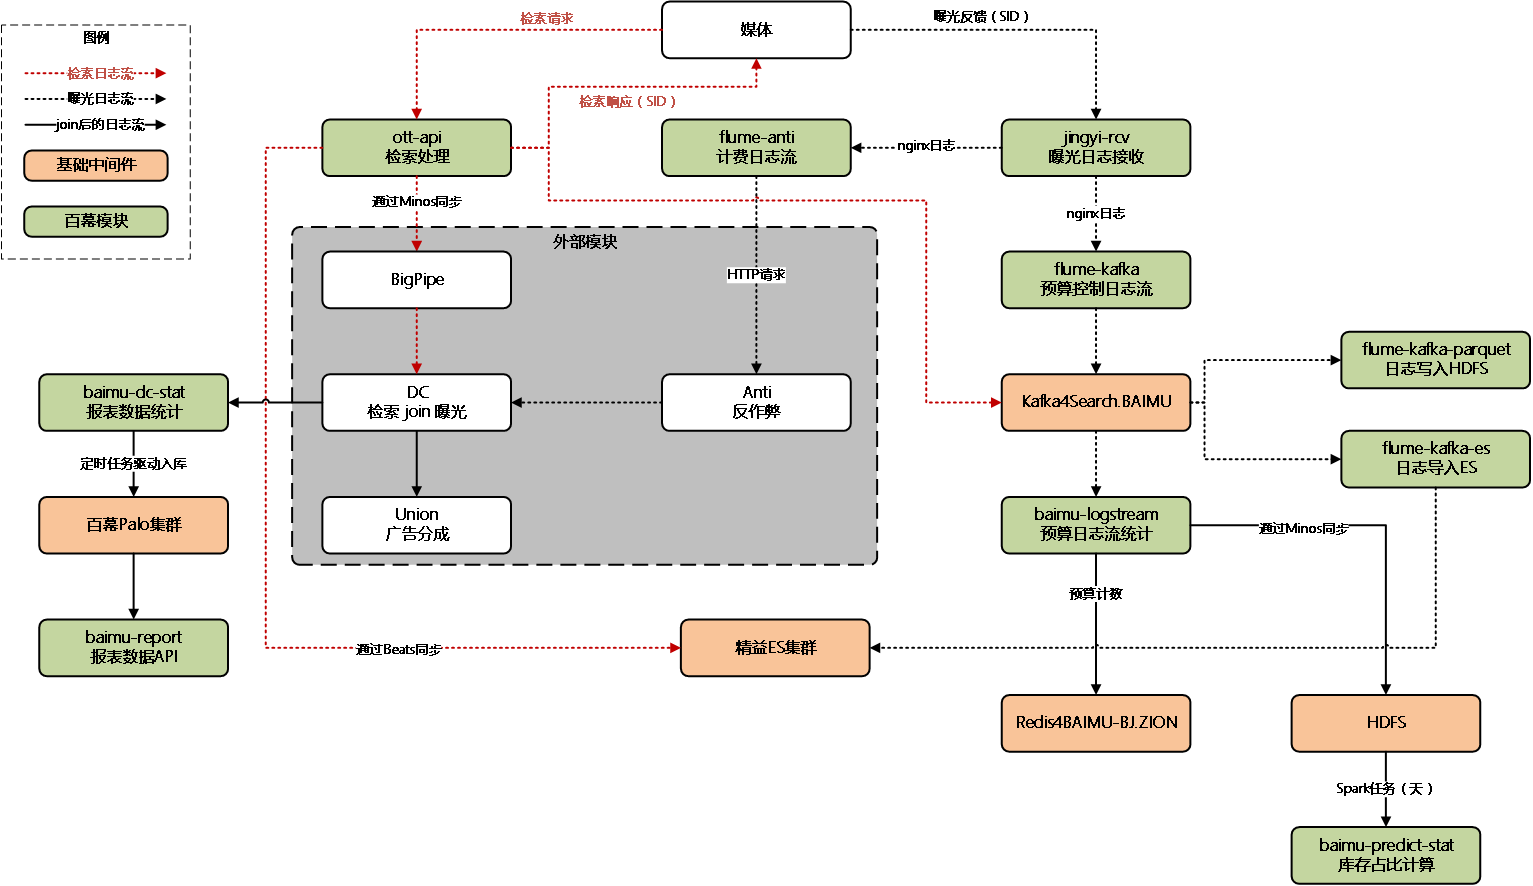 图例
检索日志流
曝光日志流
join后的日志流
基础中间件
百幕模块
检索请求
媒体
曝光反馈（SID）
检索响应（SID）
ott-api
检索处理
flume-anti
计费日志流
nginx日志
jingyi-rcv
曝光日志接收
通过Minos同步
nginx日志
外部模块
BigPipe
HTTP请求
flume-kafka
预算控制日志流
flume-kafka-parquet
日志写入HDFS
baimu-dc-stat
报表数据统计
DC
检索 join 曝光
Anti
反作弊
Kafka4Search.BAIMU
flume-kafka-es
日志导入ES
定时任务驱动入库
百幕Palo集群
Union
广告分成
baimu-logstream
预算日志流统计
通过Minos同步
预算计数
baimu-report
报表数据API
通过Beats同步
精益ES集群
Redis4BAIMU-BJ.ZION
HDFS
Spark任务（天）
baimu-predict-stat
库存占比计算